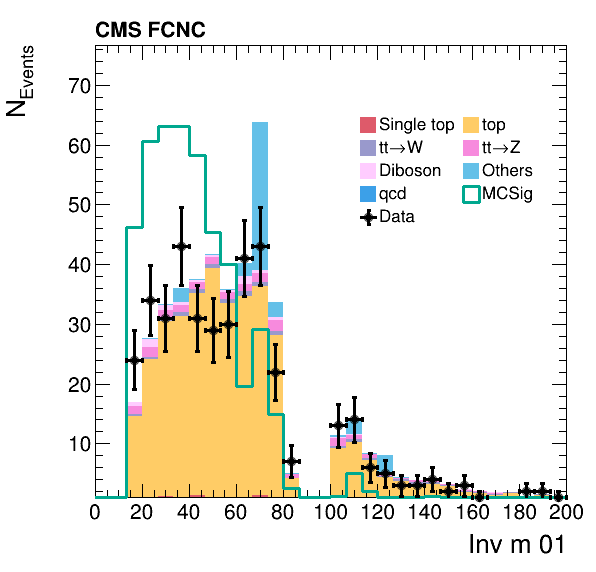 CMS FCNC
N_Events
70
60
50
40
30
20
10
Single top top
tt→W tt→Z
Diboson Others
qcd MCSig
Data
0 20 40 60 80 100 120 140 160 180 200
Inv m 01